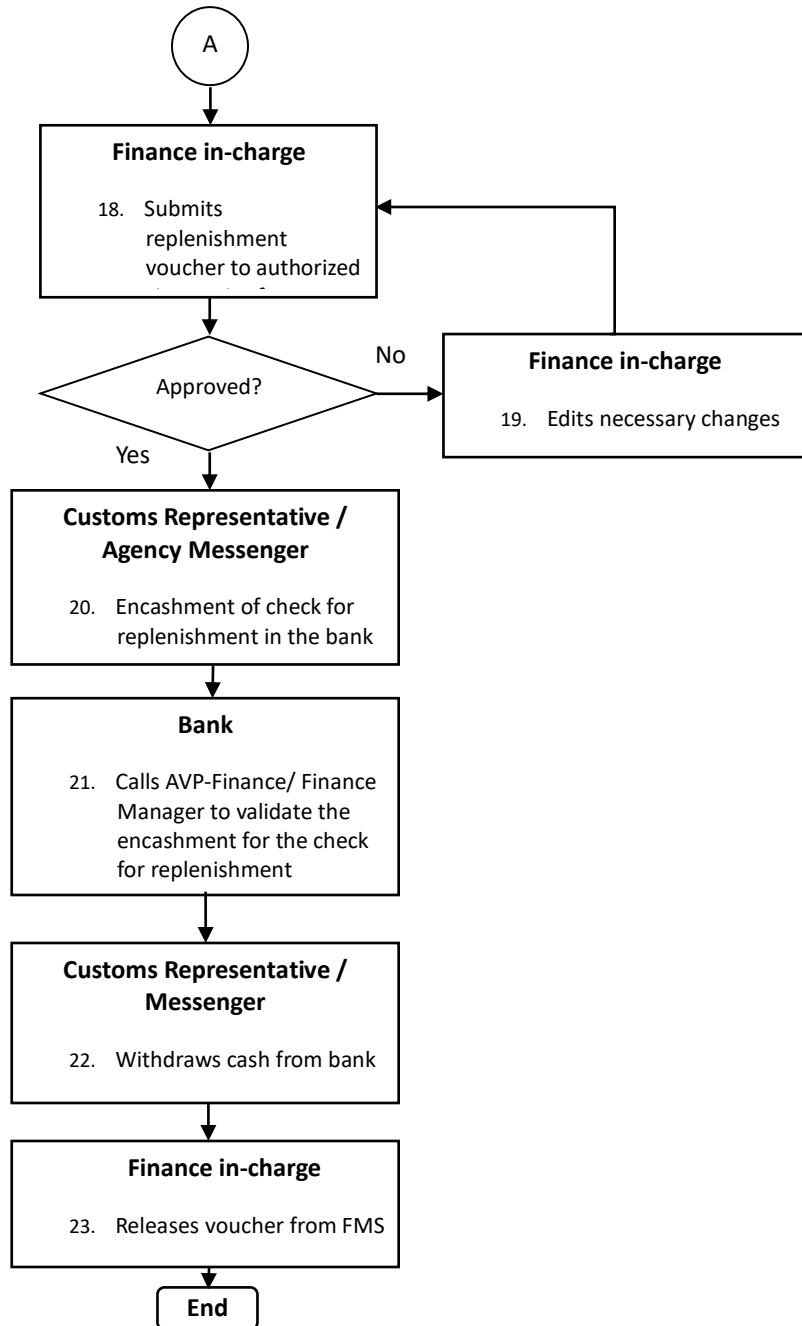 A
Finance in-charge
18. Submits
replenishment
voucher to authorized
Approved?
No
Finance in-charge
19. Edits necessary changes
Yes
Customs Representative /
Agency Messenger
20. Encashment of check for
replenishment in the bank
Bank
21. Calls AVP-Finance/ Finance
Manager to validate the
encashment for the check
for replenishment
Customs Representative /
Messenger
22. Withdraws cash from bank
Finance in-charge
23. Releases voucher from FMS
End